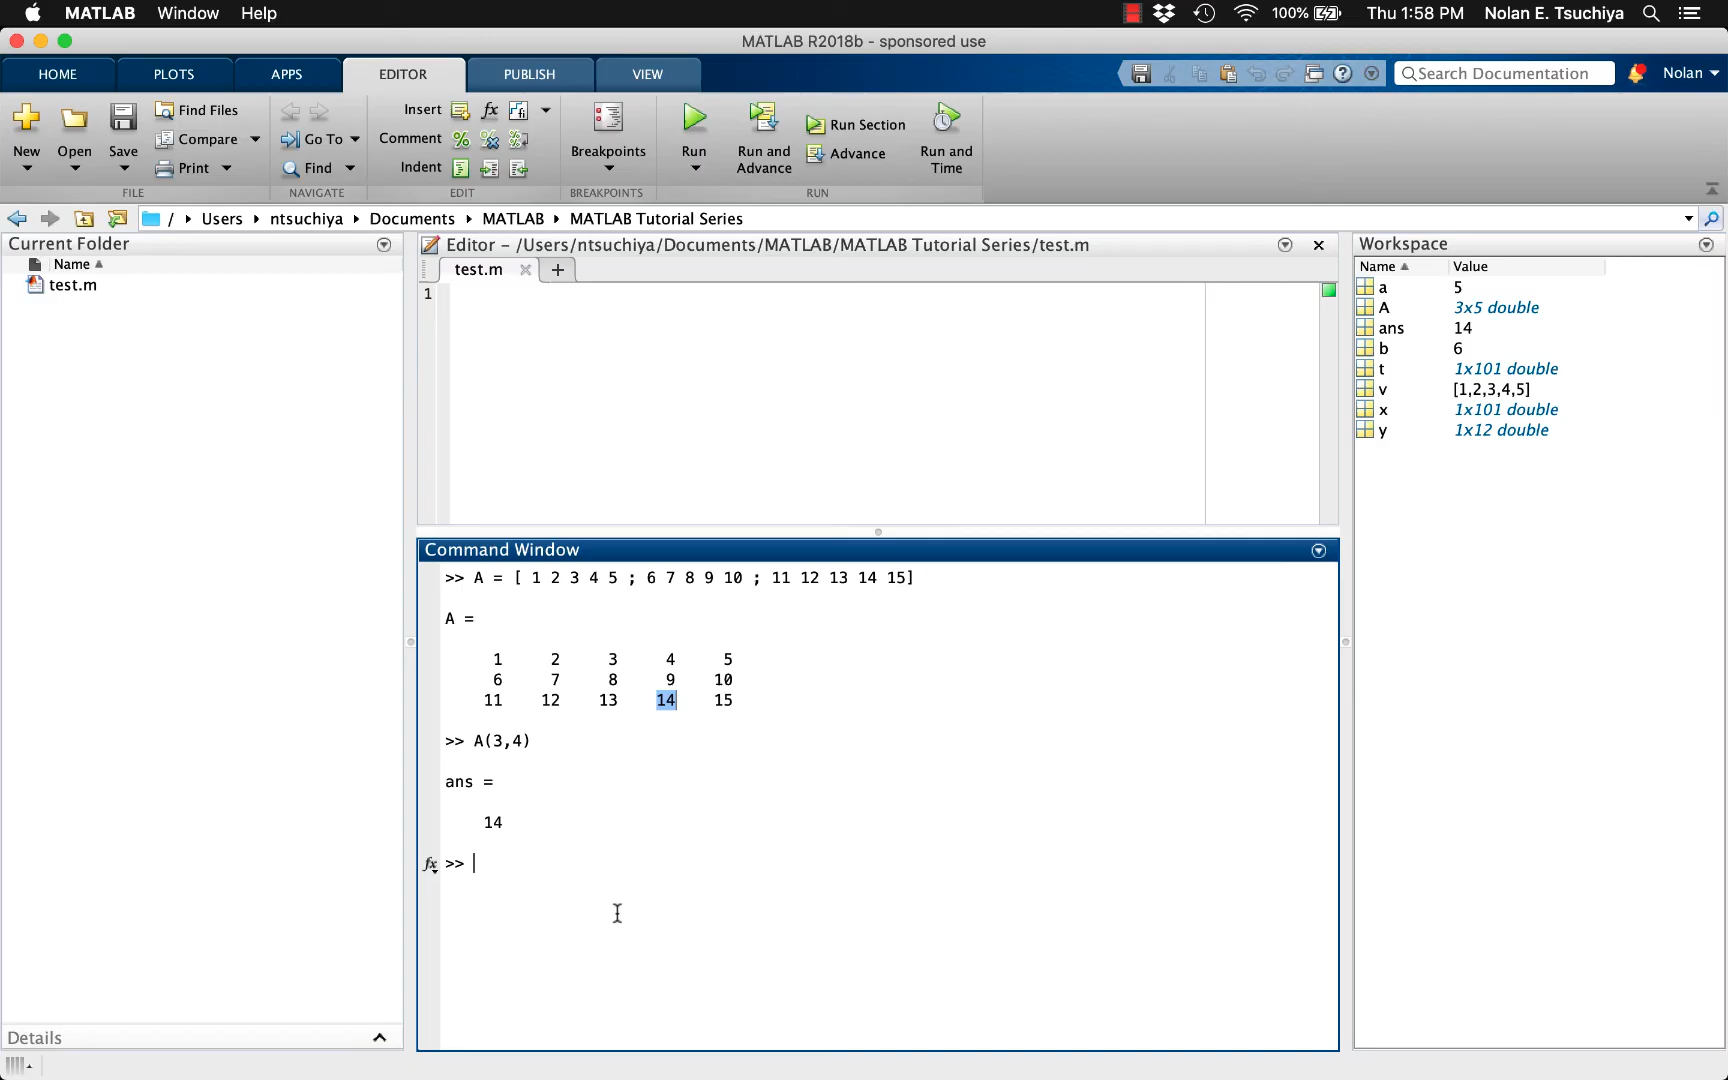 MATLAB Window Help 100% Thu 1:58 PM Nolan E. Tsuchiya
MATLAB R2018b - sponsored use
HOME PLOTS APPS EDITOR PUBLISH VIEW Search Documentation Nolan
New Open Save Find Files Compare Print
Go To Find
Insert fx fi
Comment % % %
Indent
Breakpoints Run Run and Advance Run Section Advance Run and Time
FILE NAVIGATE EDIT BREAKPOINTS RUN
/ Users ntsuchiya Documents MATLAB MATLAB Tutorial Series
Current Folder
Name
test.m
Details
Editor - /Users/ntsuchiya/Documents/MATLAB/MATLAB Tutorial Series/test.m
test.m +
1
Command Window
>> A = [ 1 2 3 4 5 ; 6 7 8 9 10 ; 11 12 13 14 15]
A =
1 2 3 4 5
6 7 8 9 10
11 12 13 14 15
>> A(3,4)
ans =
14
fx >>
Workspace
Name Value
a 5
A 3x5 double
ans 14
b 6
t 1x101 double
v [1,2,3,4,5]
x 1x101 double
y 1x12 double